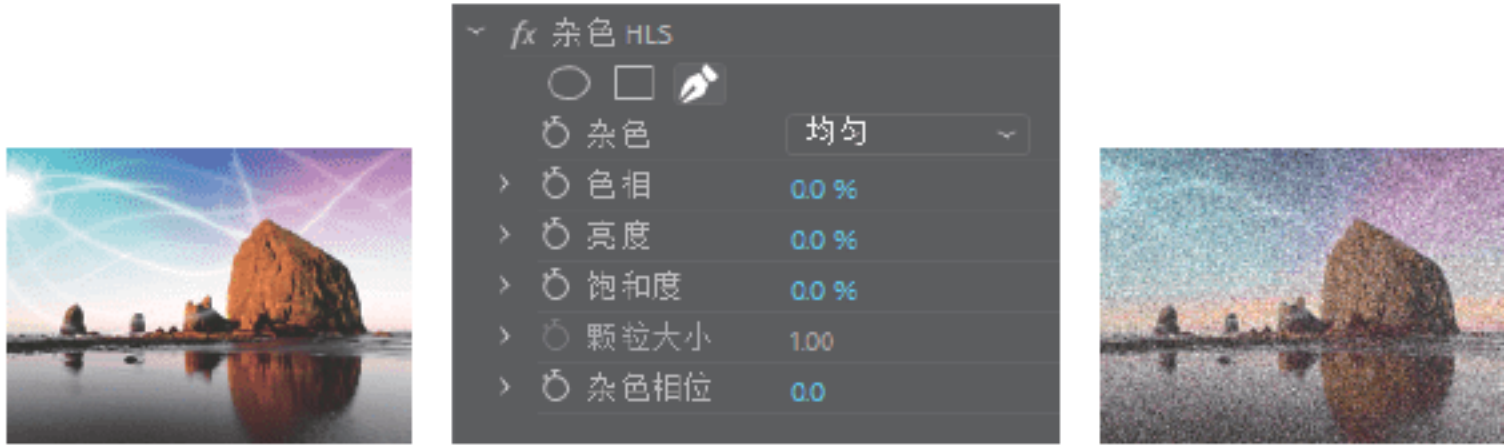 fx 杂色 HLS
杂色 均匀
色相 0.0 %
亮度 0.0 %
饱和度 0.0 %
颗粒大小 1.00
杂色相位 0.0